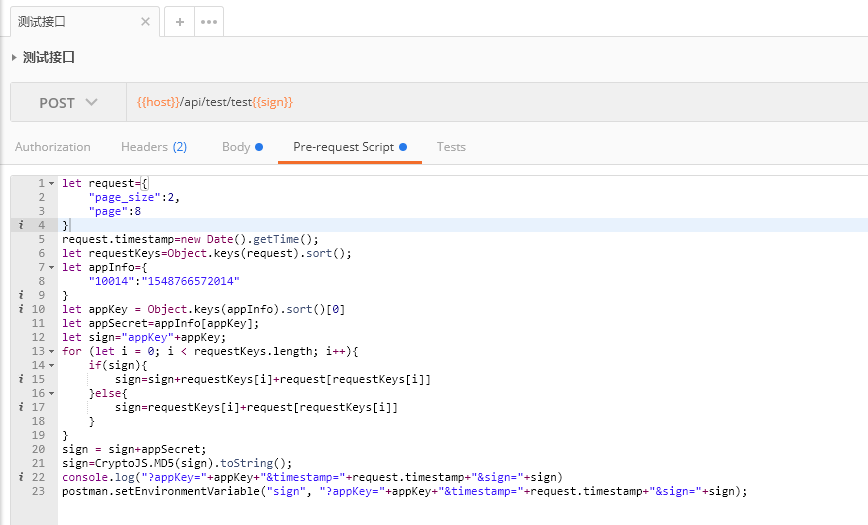 测试接口 × + •••
测试接口
POST {{host}}/api/test/test{{sign}}
Authorization Headers (2) Body Pre-request Script Tests
1 let request={
2 "page_size":2,
3 "page":8
i 4 }
5 request.timestamp=new Date().getTime();
6 let requestKeys=Object.keys(request).sort();
7 let appInfo={
8 "10014":"1548766572014"
i 9 }
i 10 let appKey = Object.keys(appInfo).sort()[0]
11 let appSecret=appInfo[appKey];
12 let sign="appKey"+appKey;
13 for (let i = 0; i < requestKeys.length; i++){
14 if(sign){
i 15 sign=sign+requestKeys[i]+request[requestKeys[i]]
16 }else{
i 17 sign=requestKeys[i]+request[requestKeys[i]]
18 }
19 }
20 sign = sign+appSecret;
21 sign=CryptoJS.MD5(sign).toString();
i 22 console.log("?appKey="+appKey+"&timestamp="+request.timestamp+"&sign="+sign)
23 postman.setEnvironmentVariable("sign", "?appKey="+appKey+"&timestamp="+request.timestamp+"&sign="+sign);